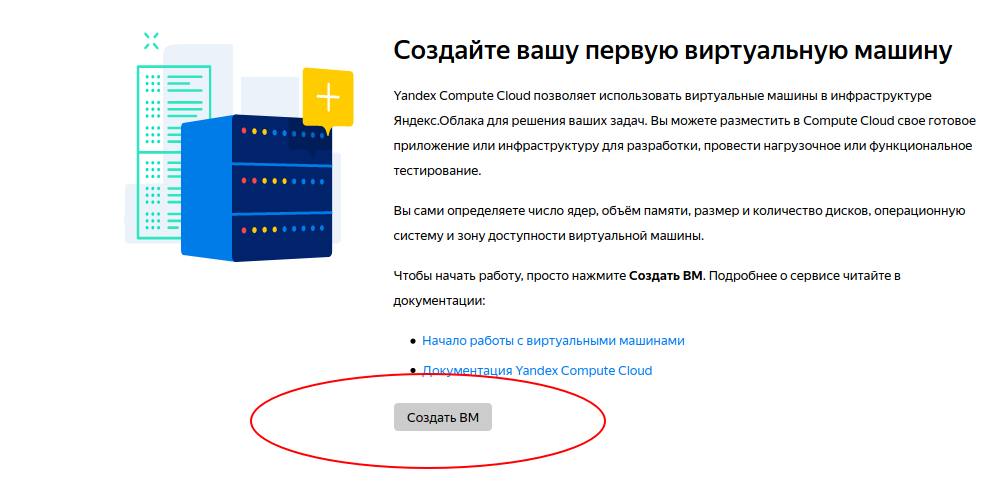 Создайте вашу первую виртуальную машину
Yandex Compute Cloud позволяет использовать виртуальные машины в инфраструктуре
Яндекс.Облака для решения ваших задач. Вы можете разместить в Compute Cloud свое готовое
приложение или инфраструктуру для разработки, провести нагрузочное или функциональное
тестирование.
Вы сами определяете число ядер, объём памяти, размер и количество дисков, операционную
систему и зону доступности виртуальной машины.
Чтобы начать работу, просто нажмите Создать ВМ. Подробнее о сервисе читайте в
документации:
• Начало работы с виртуальными машинами
• Документация Yandex Compute Cloud
Создать ВМ